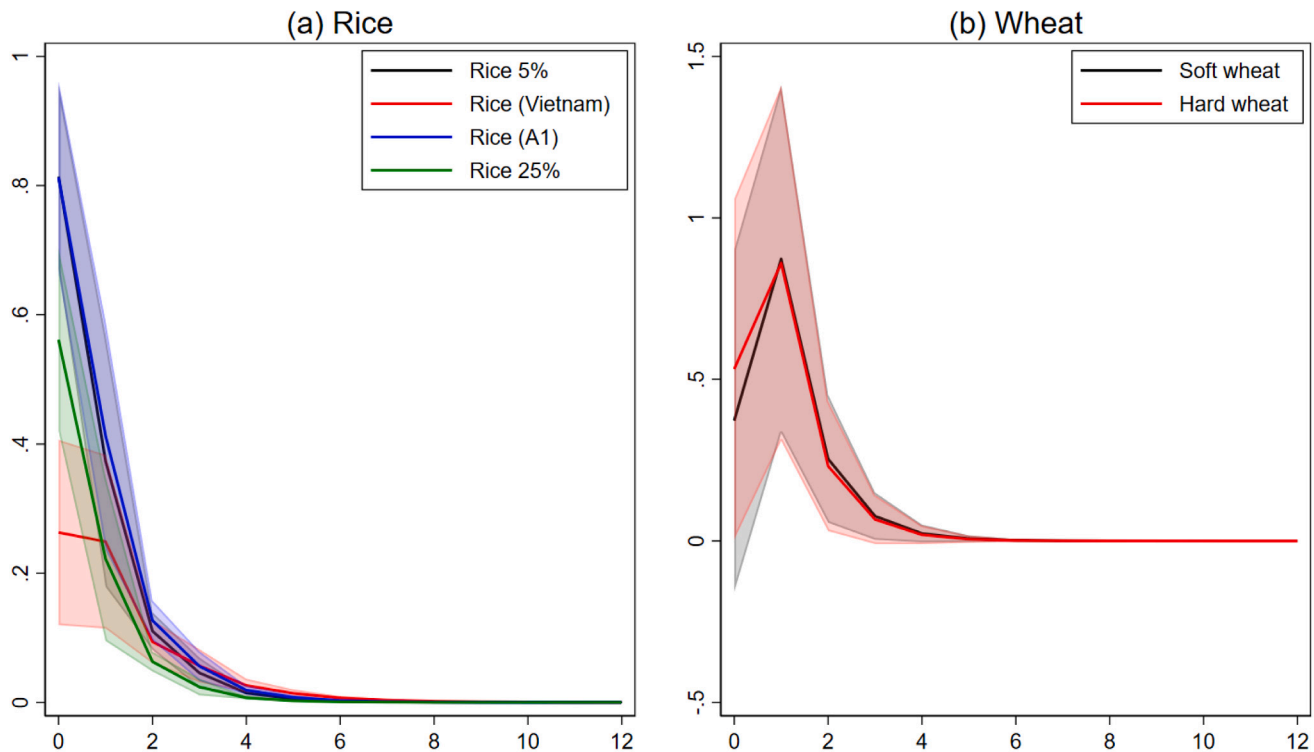 (a) Rice
1
.8
.6
.4
.2
0
0 2 4 6 8 10 12
Rice 5%
Rice (Vietnam)
Rice (A1)
Rice 25%
(b) Wheat
1.5
1
.5
0
-.5
0 2 4 6 8 10 12
Soft wheat
Hard wheat